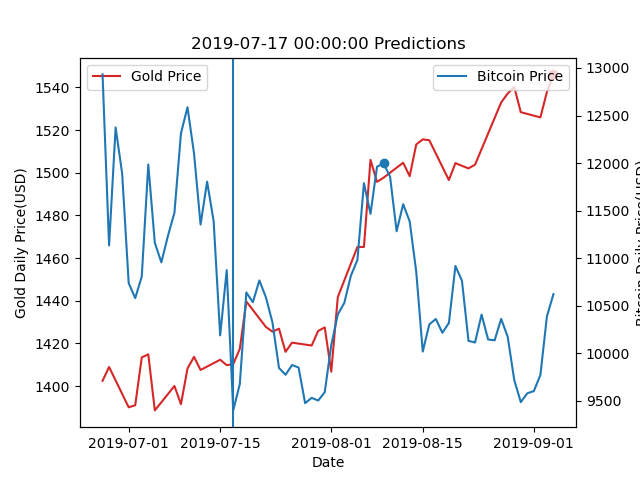 2019-07-17 00:00:00 Predictions
Gold Price
Bitcoin Price
1540
1520
1500
1480
1460
1440
1420
1400
Gold Daily Price(USD)
13000
12500
12000
11500
11000
10500
10000
9500
Bitcoin Daily Price(USD)
2019-07-01 2019-07-15 2019-08-01 2019-08-15 2019-09-01
Date